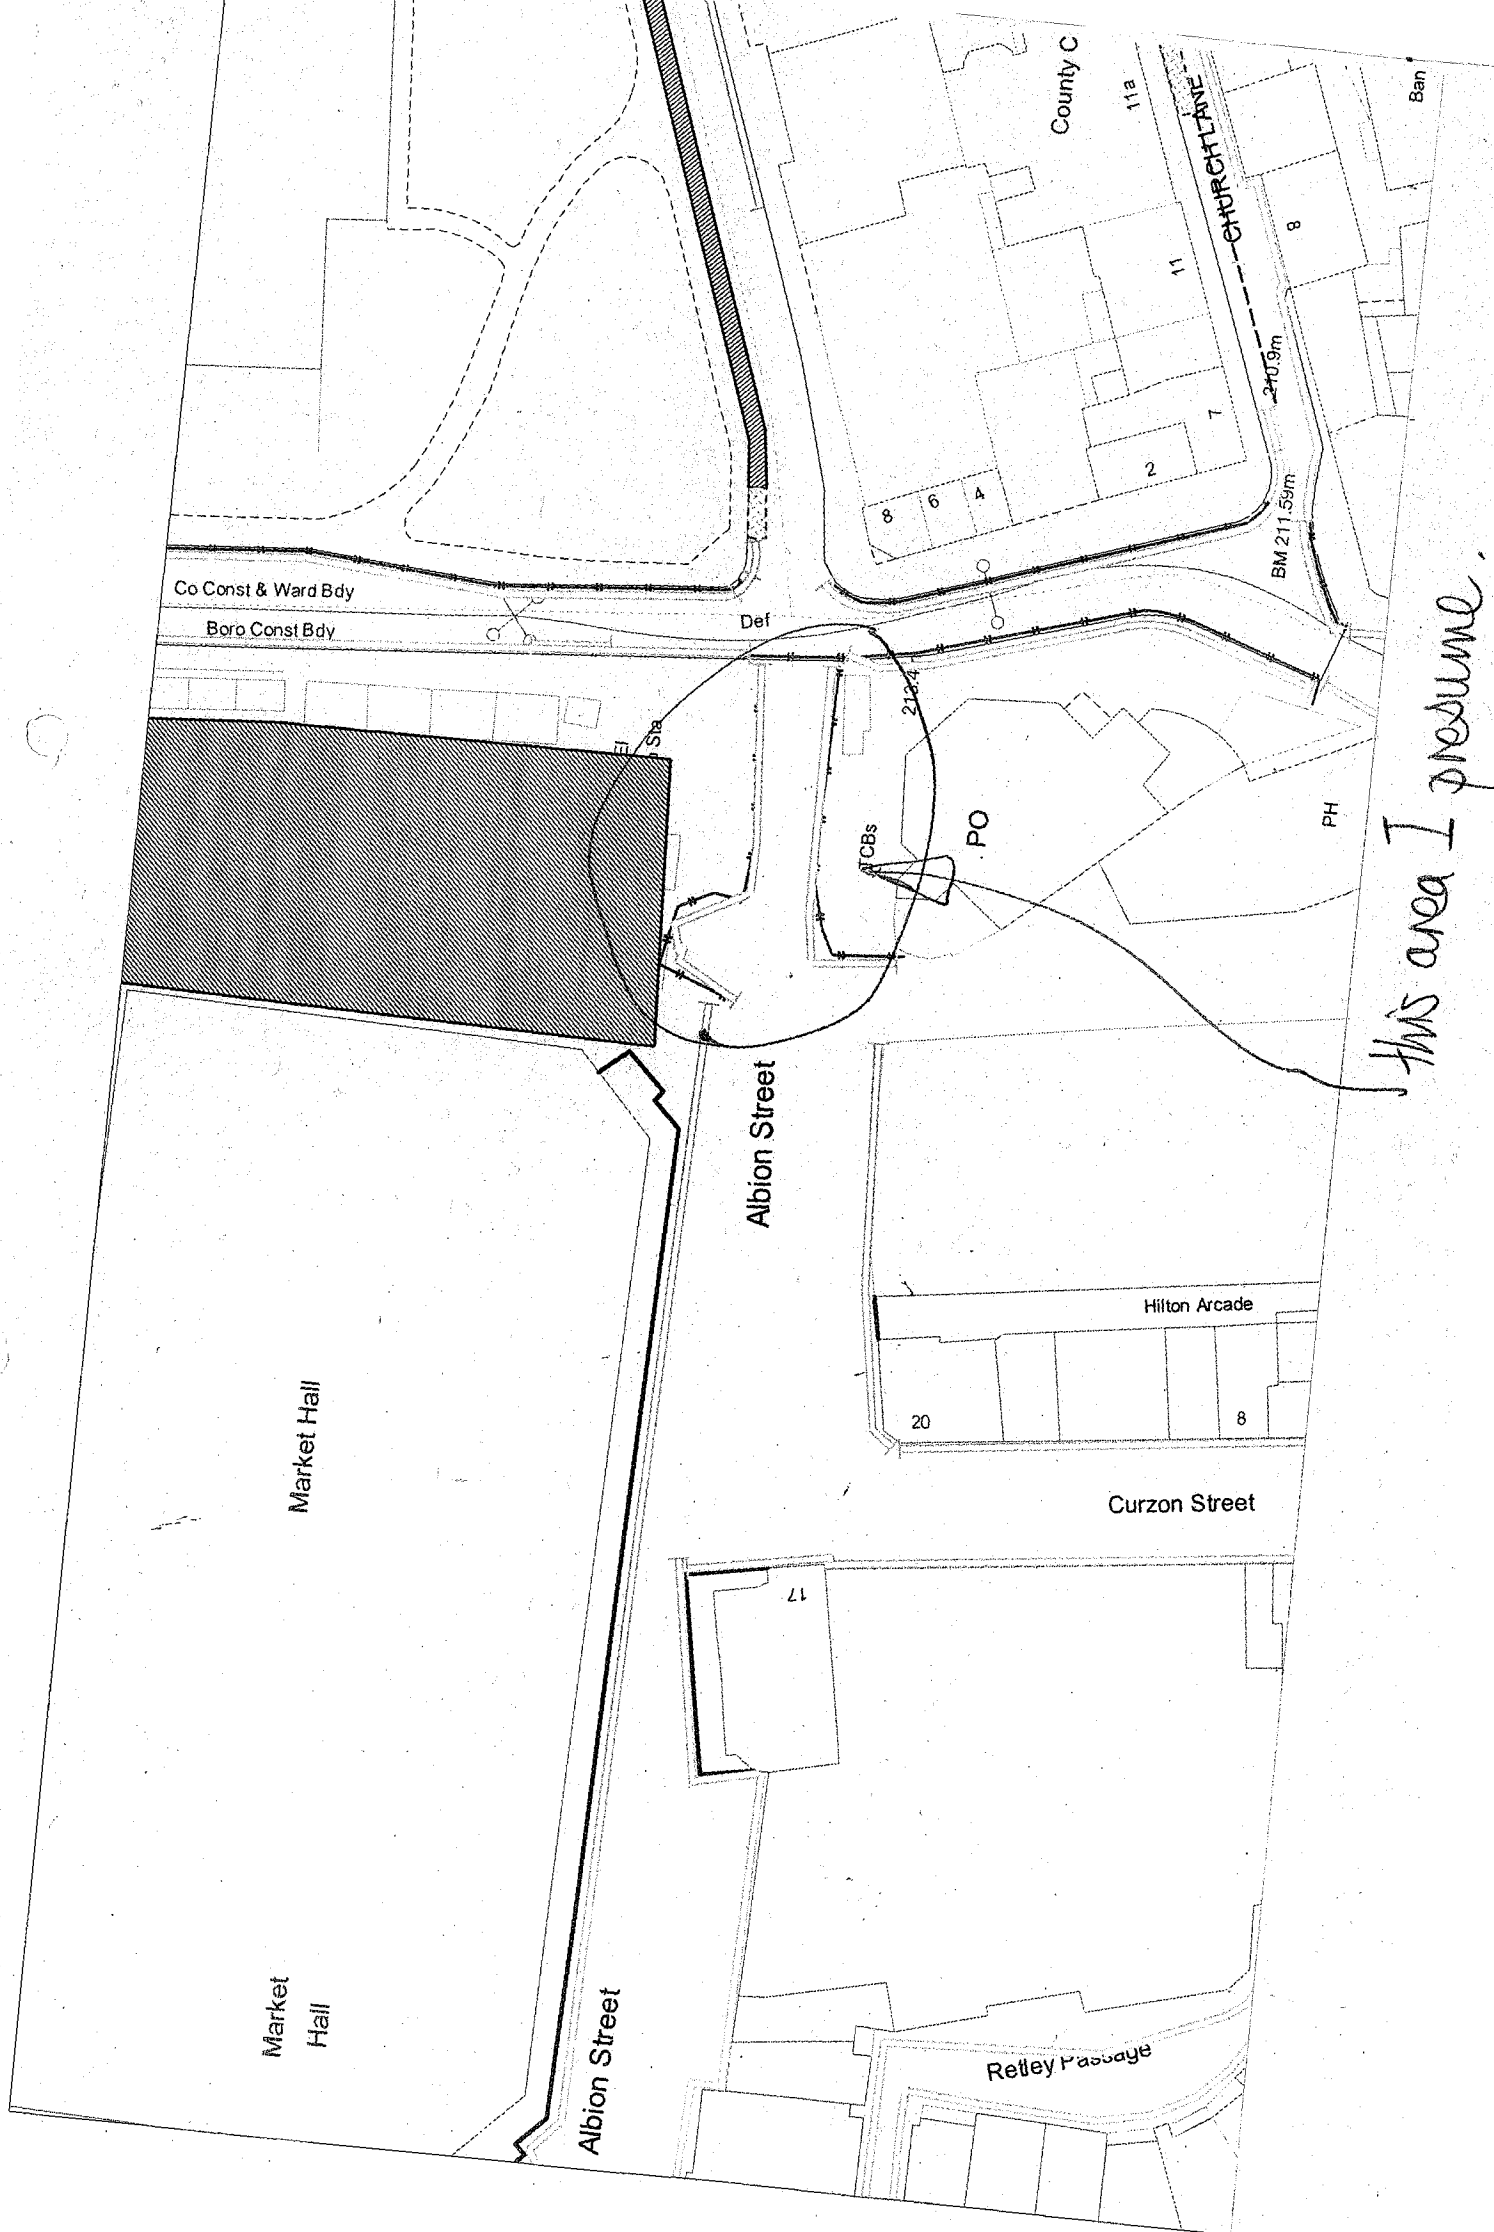 Co Const & Ward Bdy
Boro Const Bdy
Def
El
Sta
213.4
TCBs
PO
PH
County C
11a
11
CHURCH LANE
8
7
2
4
6
8
210.9m
BM 211.59m
Ban
this area I presume.
Albion Street
Market Hall
Hilton Arcade
20
8
Curzon Street
17
Market
Hall
Albion Street
Retley Passage